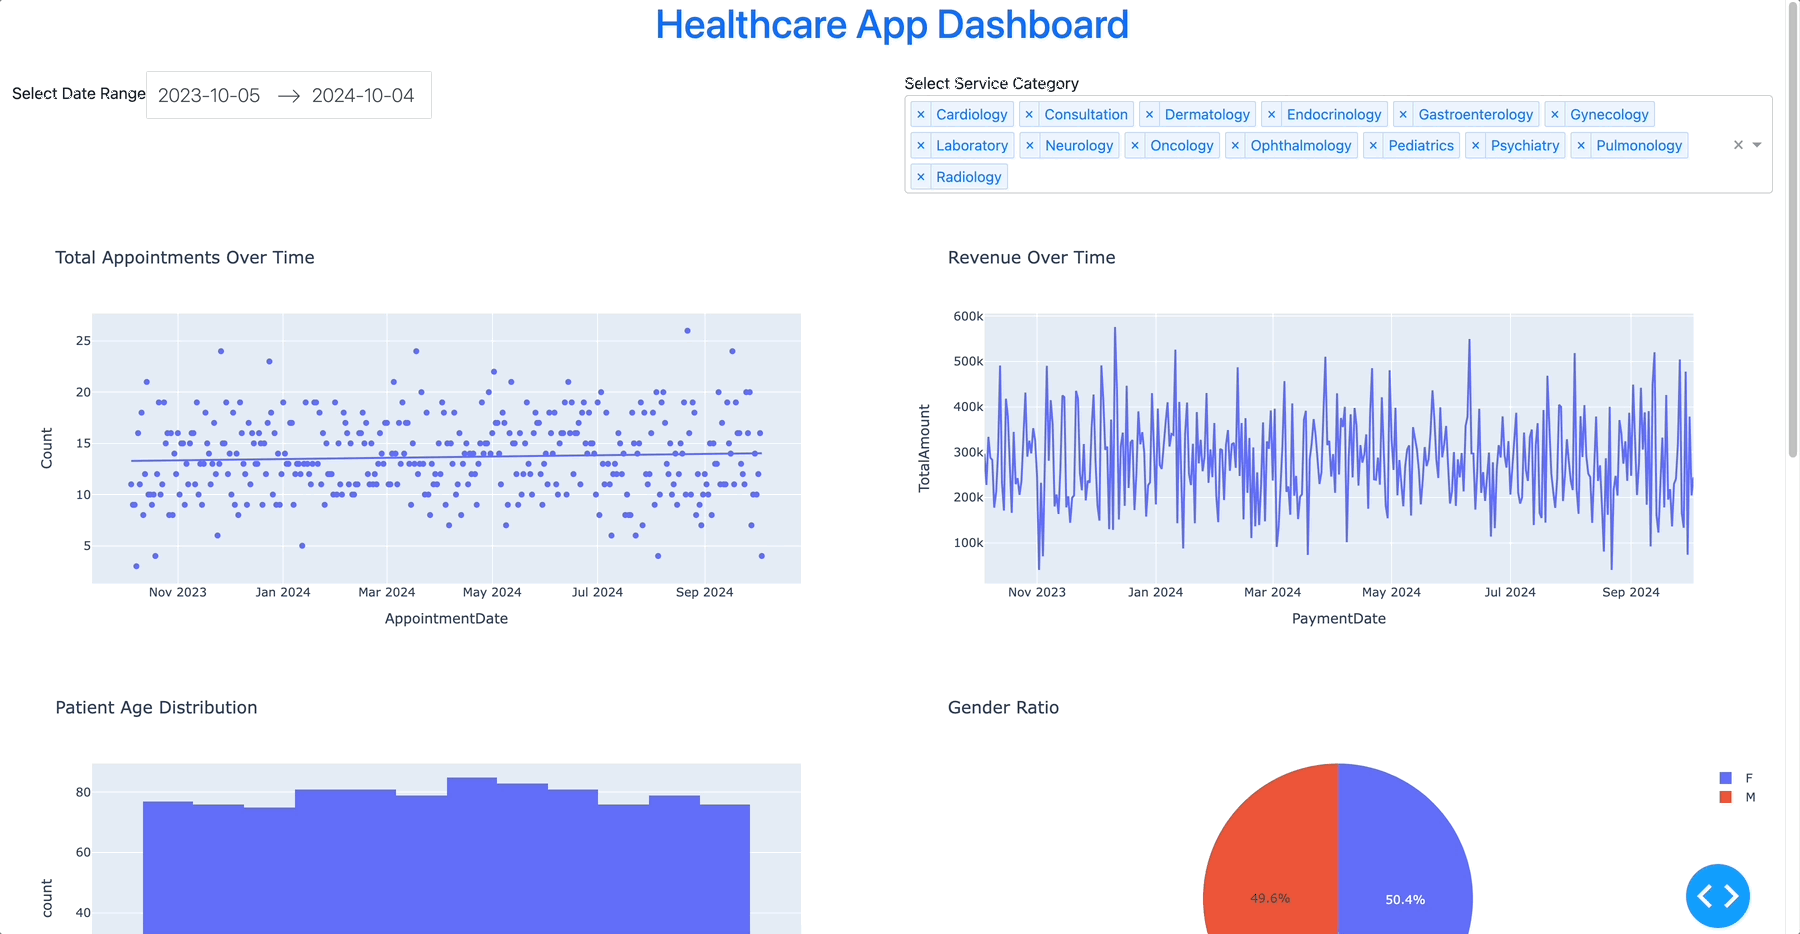 Healthcare App Dashboard
Select Date Range 2023-10-05 → 2024-10-04
Select Service Category
× Cardiology × Consultation × Dermatology × Endocrinology × Gastroenterology × Gynecology
× Laboratory × Neurology × Oncology × Ophthalmology × Pediatrics × Psychiatry × Pulmonology ×
× Radiology
Total Appointments Over Time
25
20
15
10
5
Count
Nov 2023 Jan 2024 Mar 2024 May 2024 Jul 2024 Sep 2024
AppointmentDate
Revenue Over Time
600k
500k
400k
300k
200k
100k
TotalAmount
Nov 2023 Jan 2024 Mar 2024 May 2024 Jul 2024 Sep 2024
PaymentDate
Patient Age Distribution
80
60
40
count
Gender Ratio
F
M
49.6% 50.4%